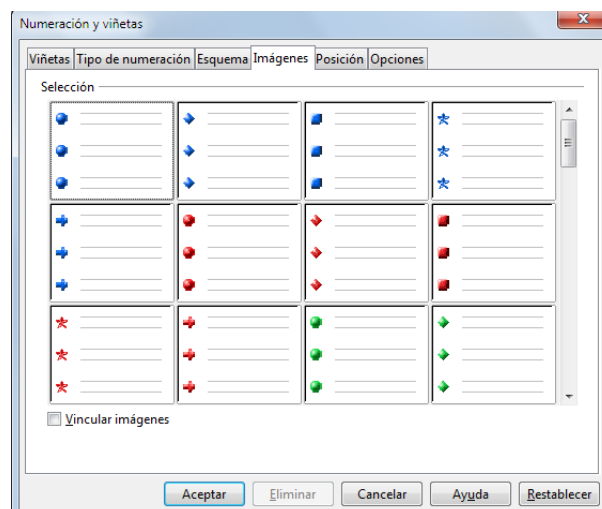 Numeración y viñetas
Viñetas Tipo de numeración Esquema Imágenes Posición Opciones
Selección
Vincular imágenes
Aceptar Eliminar Cancelar Ayuda Restablecer